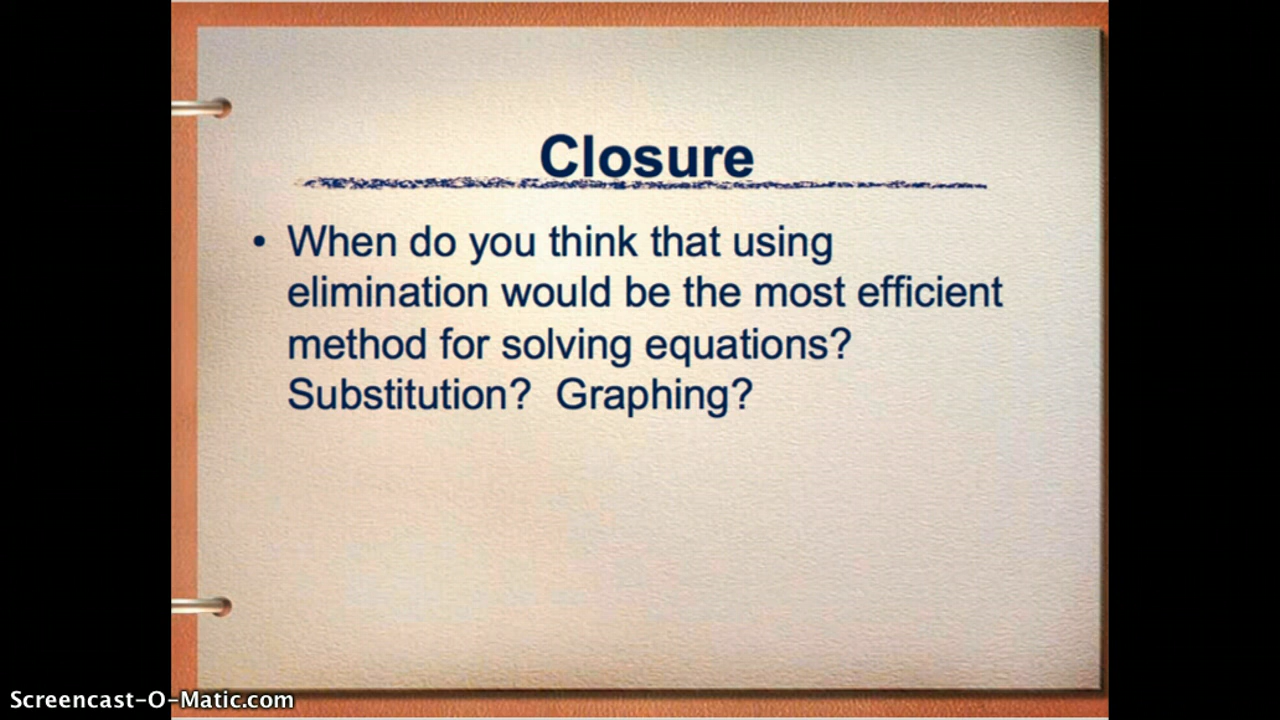 Closure
• When do you think that using
elimination would be the most efficient
method for solving equations?
Substitution?  Graphing?
Screencast-O-Matic.com